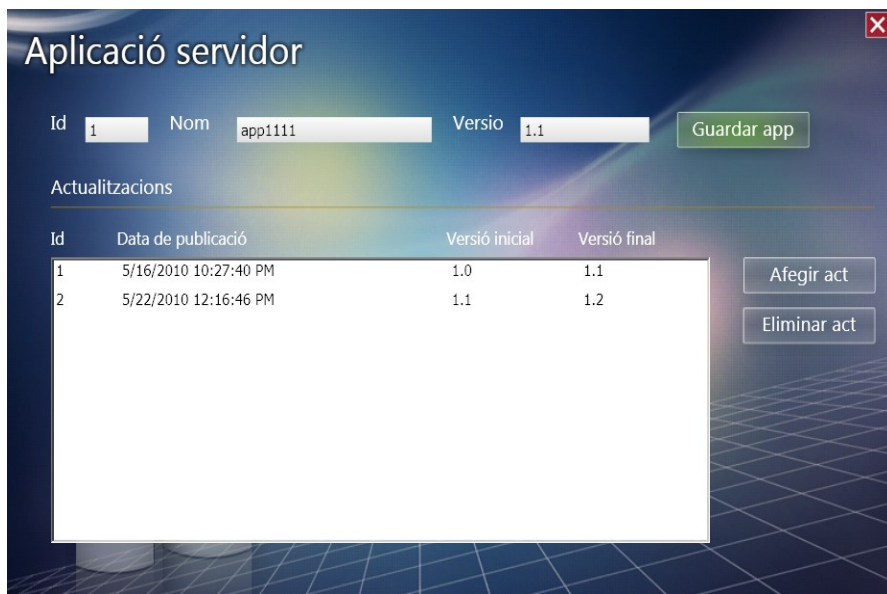 Aplicació servidor
Id 1 Nom app1111 Versio 1.1 Guardar app
Actualitzacions
Id Data de publicació Versió inicial Versió final
1 5/16/2010 10:27:40 PM 1.0 1.1 Afegir act
2 5/22/2010 12:16:46 PM 1.1 1.2
Eliminar act